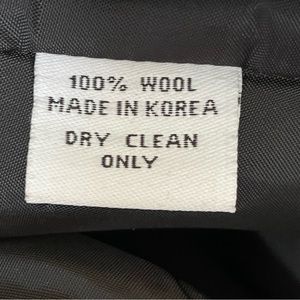 100% WOOL
MADE IN KOREA
DRY CLEAN
ONLY